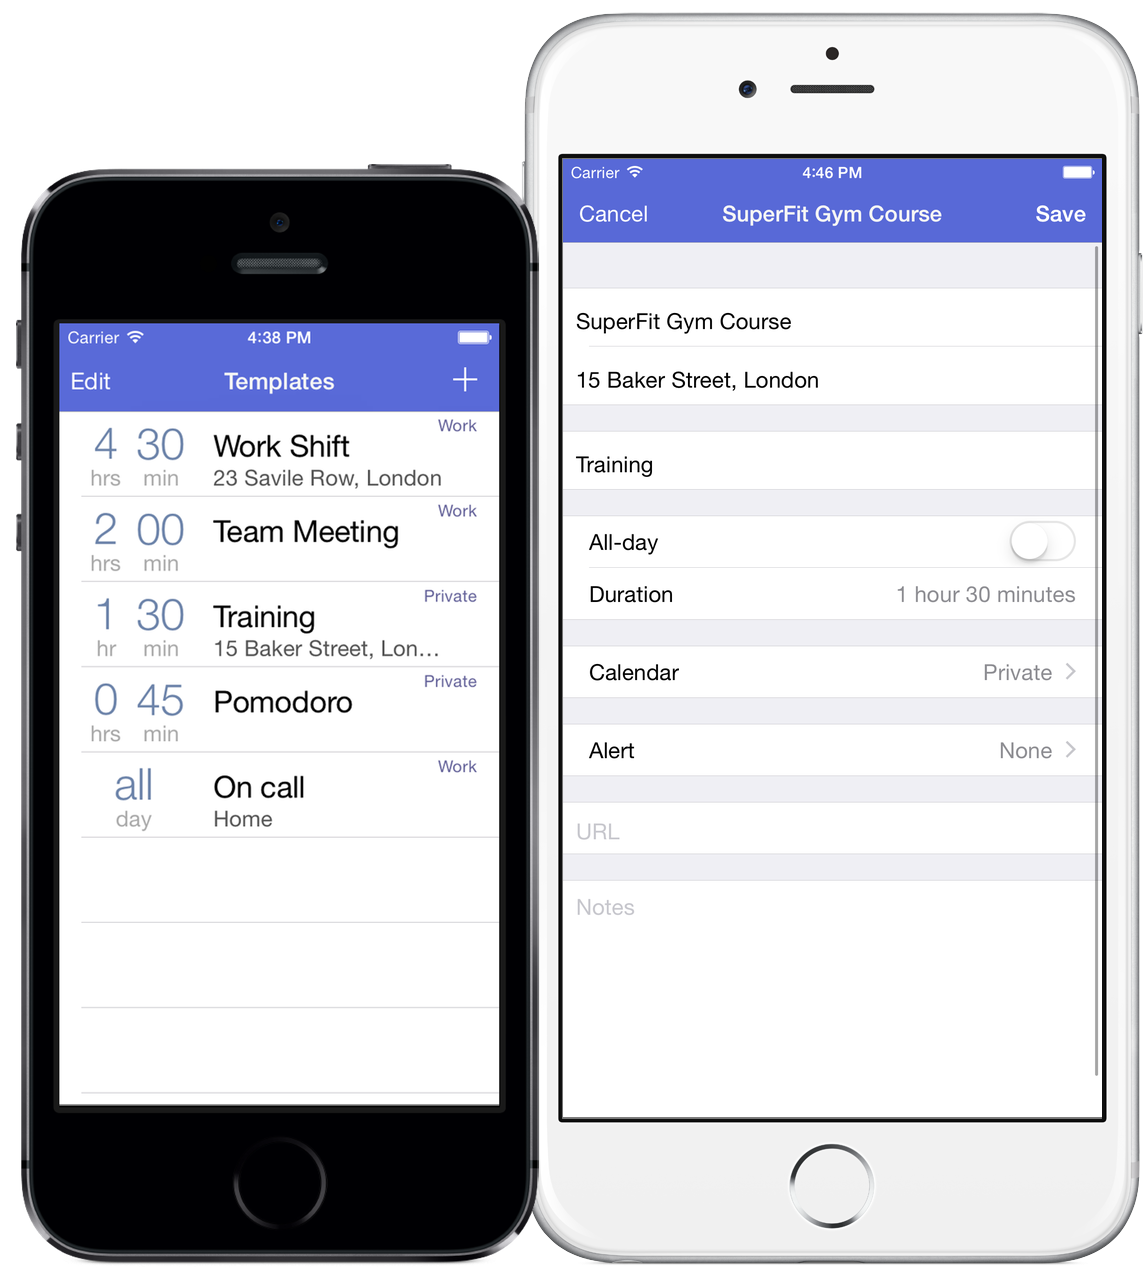 Carrier 4:38 PM
Edit Templates +
Work
4 30 Work Shift
hrs min 23 Savile Row, London
Work
2 00 Team Meeting
hrs min
Private
1 30 Training
hr min 15 Baker Street, Lon...
Private
0 45 Pomodoro
hrs min
Work
all On call
day Home
Carrier 4:46 PM
Cancel SuperFit Gym Course Save
SuperFit Gym Course
15 Baker Street, London
Training
All-day
Duration 1 hour 30 minutes
Calendar Private
Alert None
URL
Notes